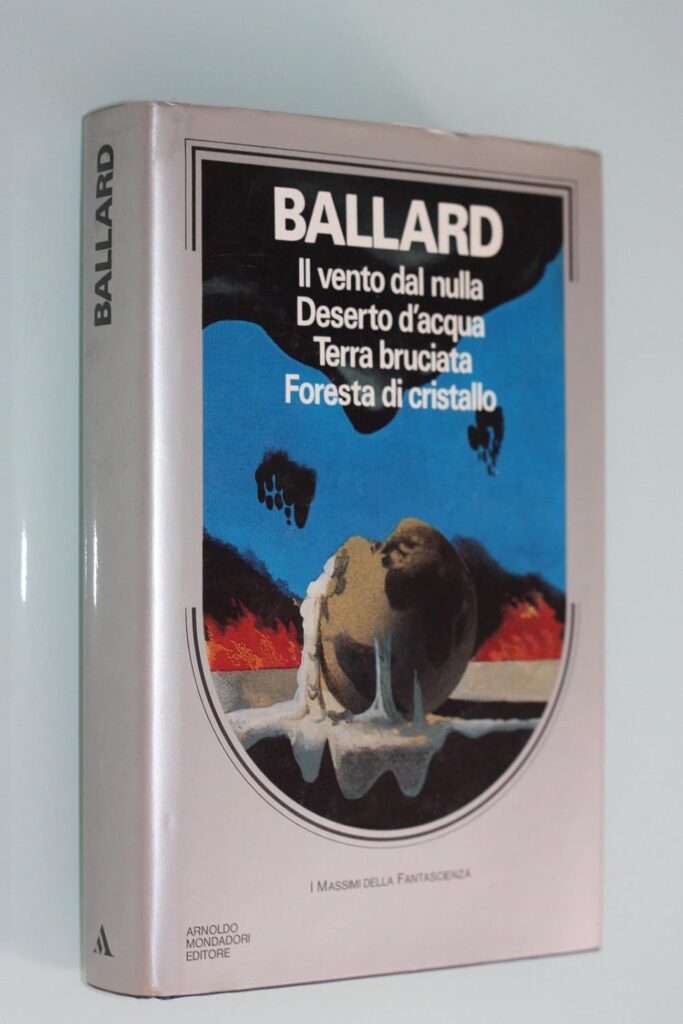 BALLARD
BALLARD
Il vento dal nulla
Deserto d'acqua
Terra bruciata
Foresta di cristallo
I MASSIMI DELLA FANTASCIENZA
ARNOLDO
MONDADORI
EDITORE